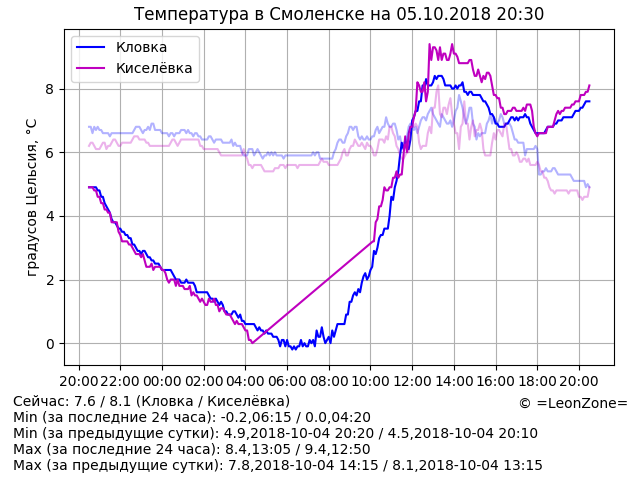 Температура в Смоленске на 05.10.2018 20:30
Кловка
Киселёвка
градусов Цельсия, °C
8
6
4
2
0
20:00 22:00 00:00 02:00 04:00 06:00 08:00 10:00 12:00 14:00 16:00 18:00 20:00
Сейчас: 7.6 / 8.1 (Кловка / Киселёвка)
© =LeonZone=
Min (за последние 24 часа): -0.2,06:15 / 0.0,04:20
Min (за предыдущие сутки): 4.9,2018-10-04 20:20 / 4.5,2018-10-04 20:10
Max (за последние 24 часа): 8.4,13:05 / 9.4,12:50
Max (за предыдущие сутки): 7.8,2018-10-04 14:15 / 8.1,2018-10-04 13:15